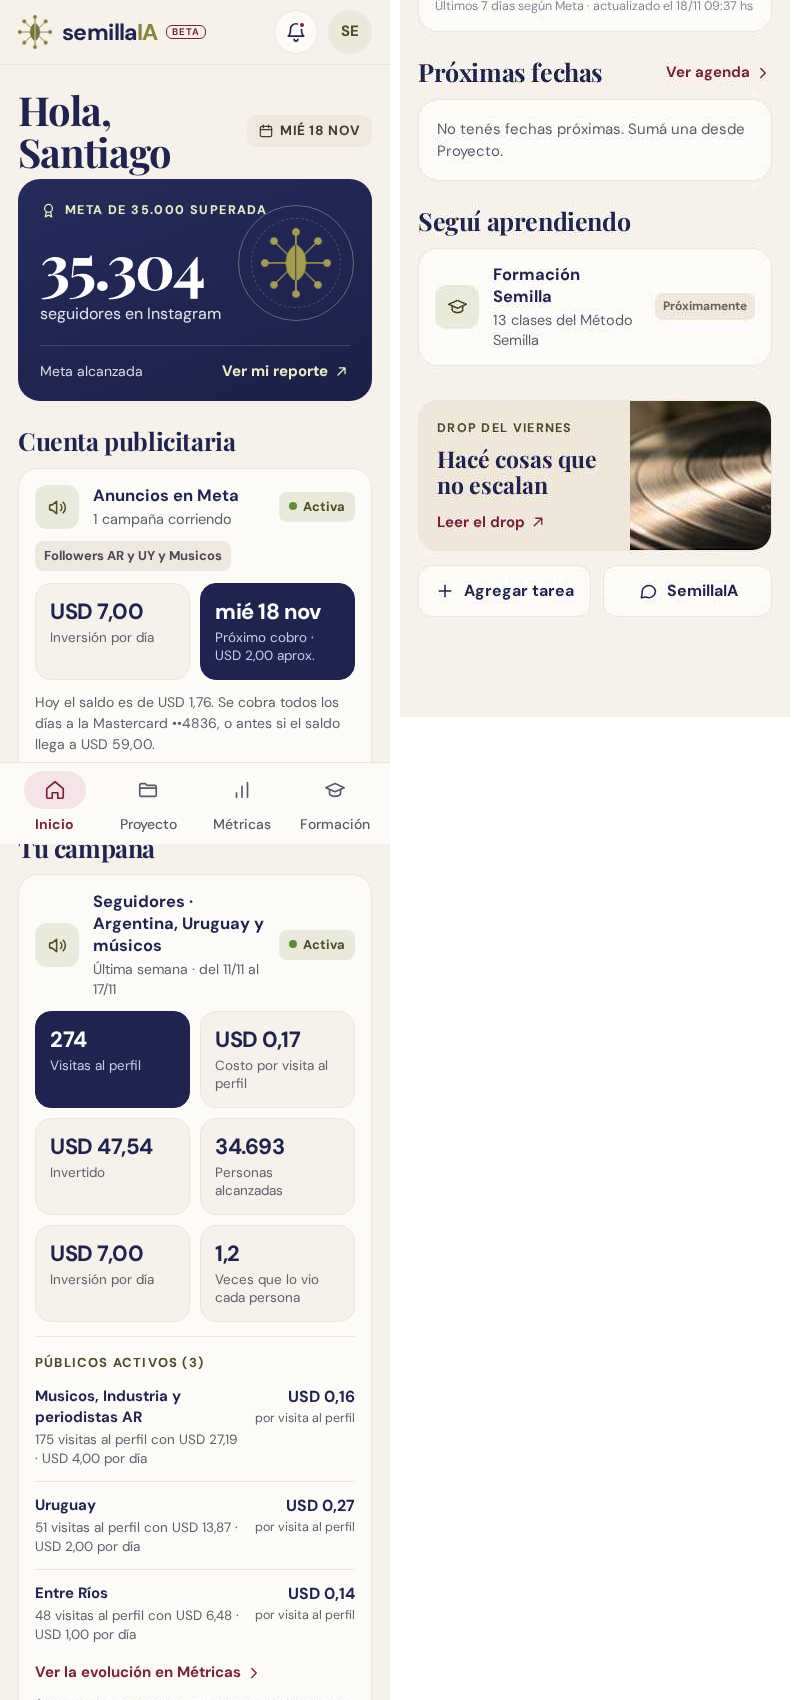 semillaIA BETA
SE
Hola,
Santiago
MIÉ 18 NOV
META DE 35.000 SUPERADA
35.304
seguidores en Instagram
Meta alcanzada
Ver mi reporte
Cuenta publicitaria
Anuncios en Meta
1 campaña corriendo
Activa
Followers AR y UY y Musicos
USD 7,00
Inversión por día
mié 18 nov
Próximo cobro ·
USD 2,00 aprox.
Hoy el saldo es de USD 1,76. Se cobra todos los
días a la Mastercard ••4836, o antes si el saldo
llega a USD 59,00.
Inicio
Proyecto
Métricas
Formación
Tu campaña
Seguidores ·
Argentina, Uruguay y
músicos
Última semana · del 11/11 al
17/11
Activa
274
Visitas al perfil
USD 0,17
Costo por visita al
perfil
USD 47,54
Invertido
34.693
Personas
alcanzadas
USD 7,00
Inversión por día
1,2
Veces que lo vio
cada persona
PÚBLICOS ACTIVOS (3)
Musicos, Industria y
periodistas AR
175 visitas al perfil con USD 27,19
· USD 4,00 por día
USD 0,16
por visita al perfil
Uruguay
51 visitas al perfil con USD 13,87 ·
USD 2,00 por día
USD 0,27
por visita al perfil
Entre Ríos
48 visitas al perfil con USD 6,48 ·
USD 1,00 por día
USD 0,14
por visita al perfil
Ver la evolución en Métricas
Últimos 7 días según Meta · actualizado el 18/11 09:37 hs
Próximas fechas
Ver agenda
No tenés fechas próximas. Sumá una desde
Proyecto.
Seguí aprendiendo
Formación
Semilla
13 clases del Método
Semilla
Próximamente
DROP DEL VIERNES
Hacé cosas que
no escalan
Leer el drop
Agregar tarea
SemillaIA